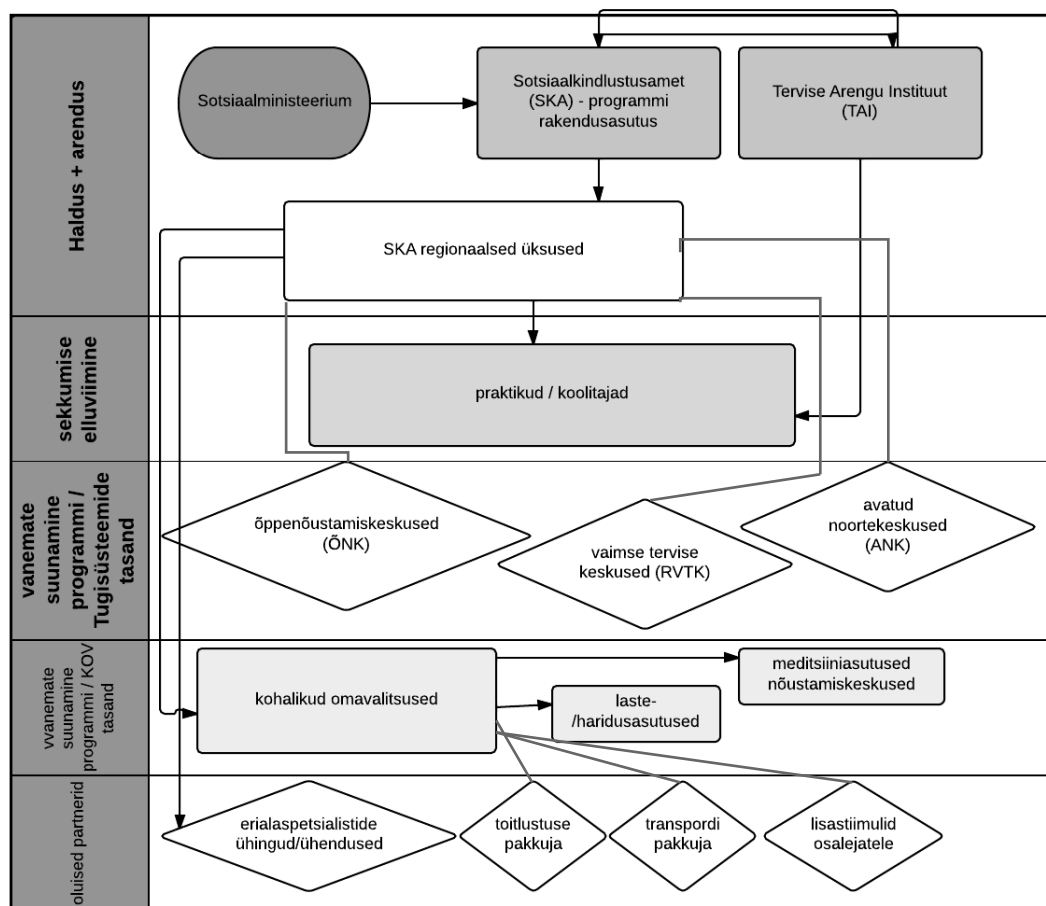 Haldus + arendus
Sotsiaalministeerium
Sotsiaalkindlustusamet
(SKA) - programmi
rakendusasutus
Tervise Arengu Instituut
(TAI)
SKA regionaalsed üksused
sekkumise
elluviimine
praktikud / koolitajad
vanemate
suunamine
programmi /
Tugisüsteemide
tasand
õppenõustamiskeskused
(ÕNK)
vaimse tervise
keskused (RVTK)
avatud
noortekeskused
(ANK)
vvanemate
suunamine
programmi / KOV
tasand
kohalikud omavalitsused
laste-
/haridusasutused
meditsiiniasutused
nõustamiskeskused
oluised partnerid
erialaspetsialistide
ühingud/ühendused
toitlustuse
pakkuja
transpordi
pakkuja
lisastiimulid
osalejatele